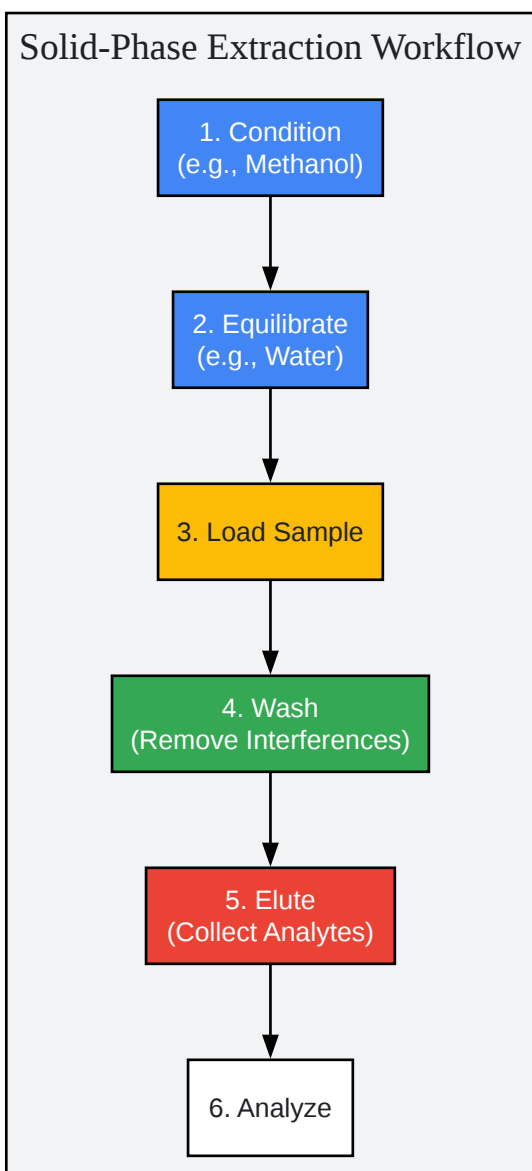 Solid-Phase Extraction Workflow
1. Condition
(e.g., Methanol)
2. Equilibrate
(e.g., Water)
3. Load Sample
4. Wash
(Remove Interferences)
5. Elute
(Collect Analytes)
6. Analyze